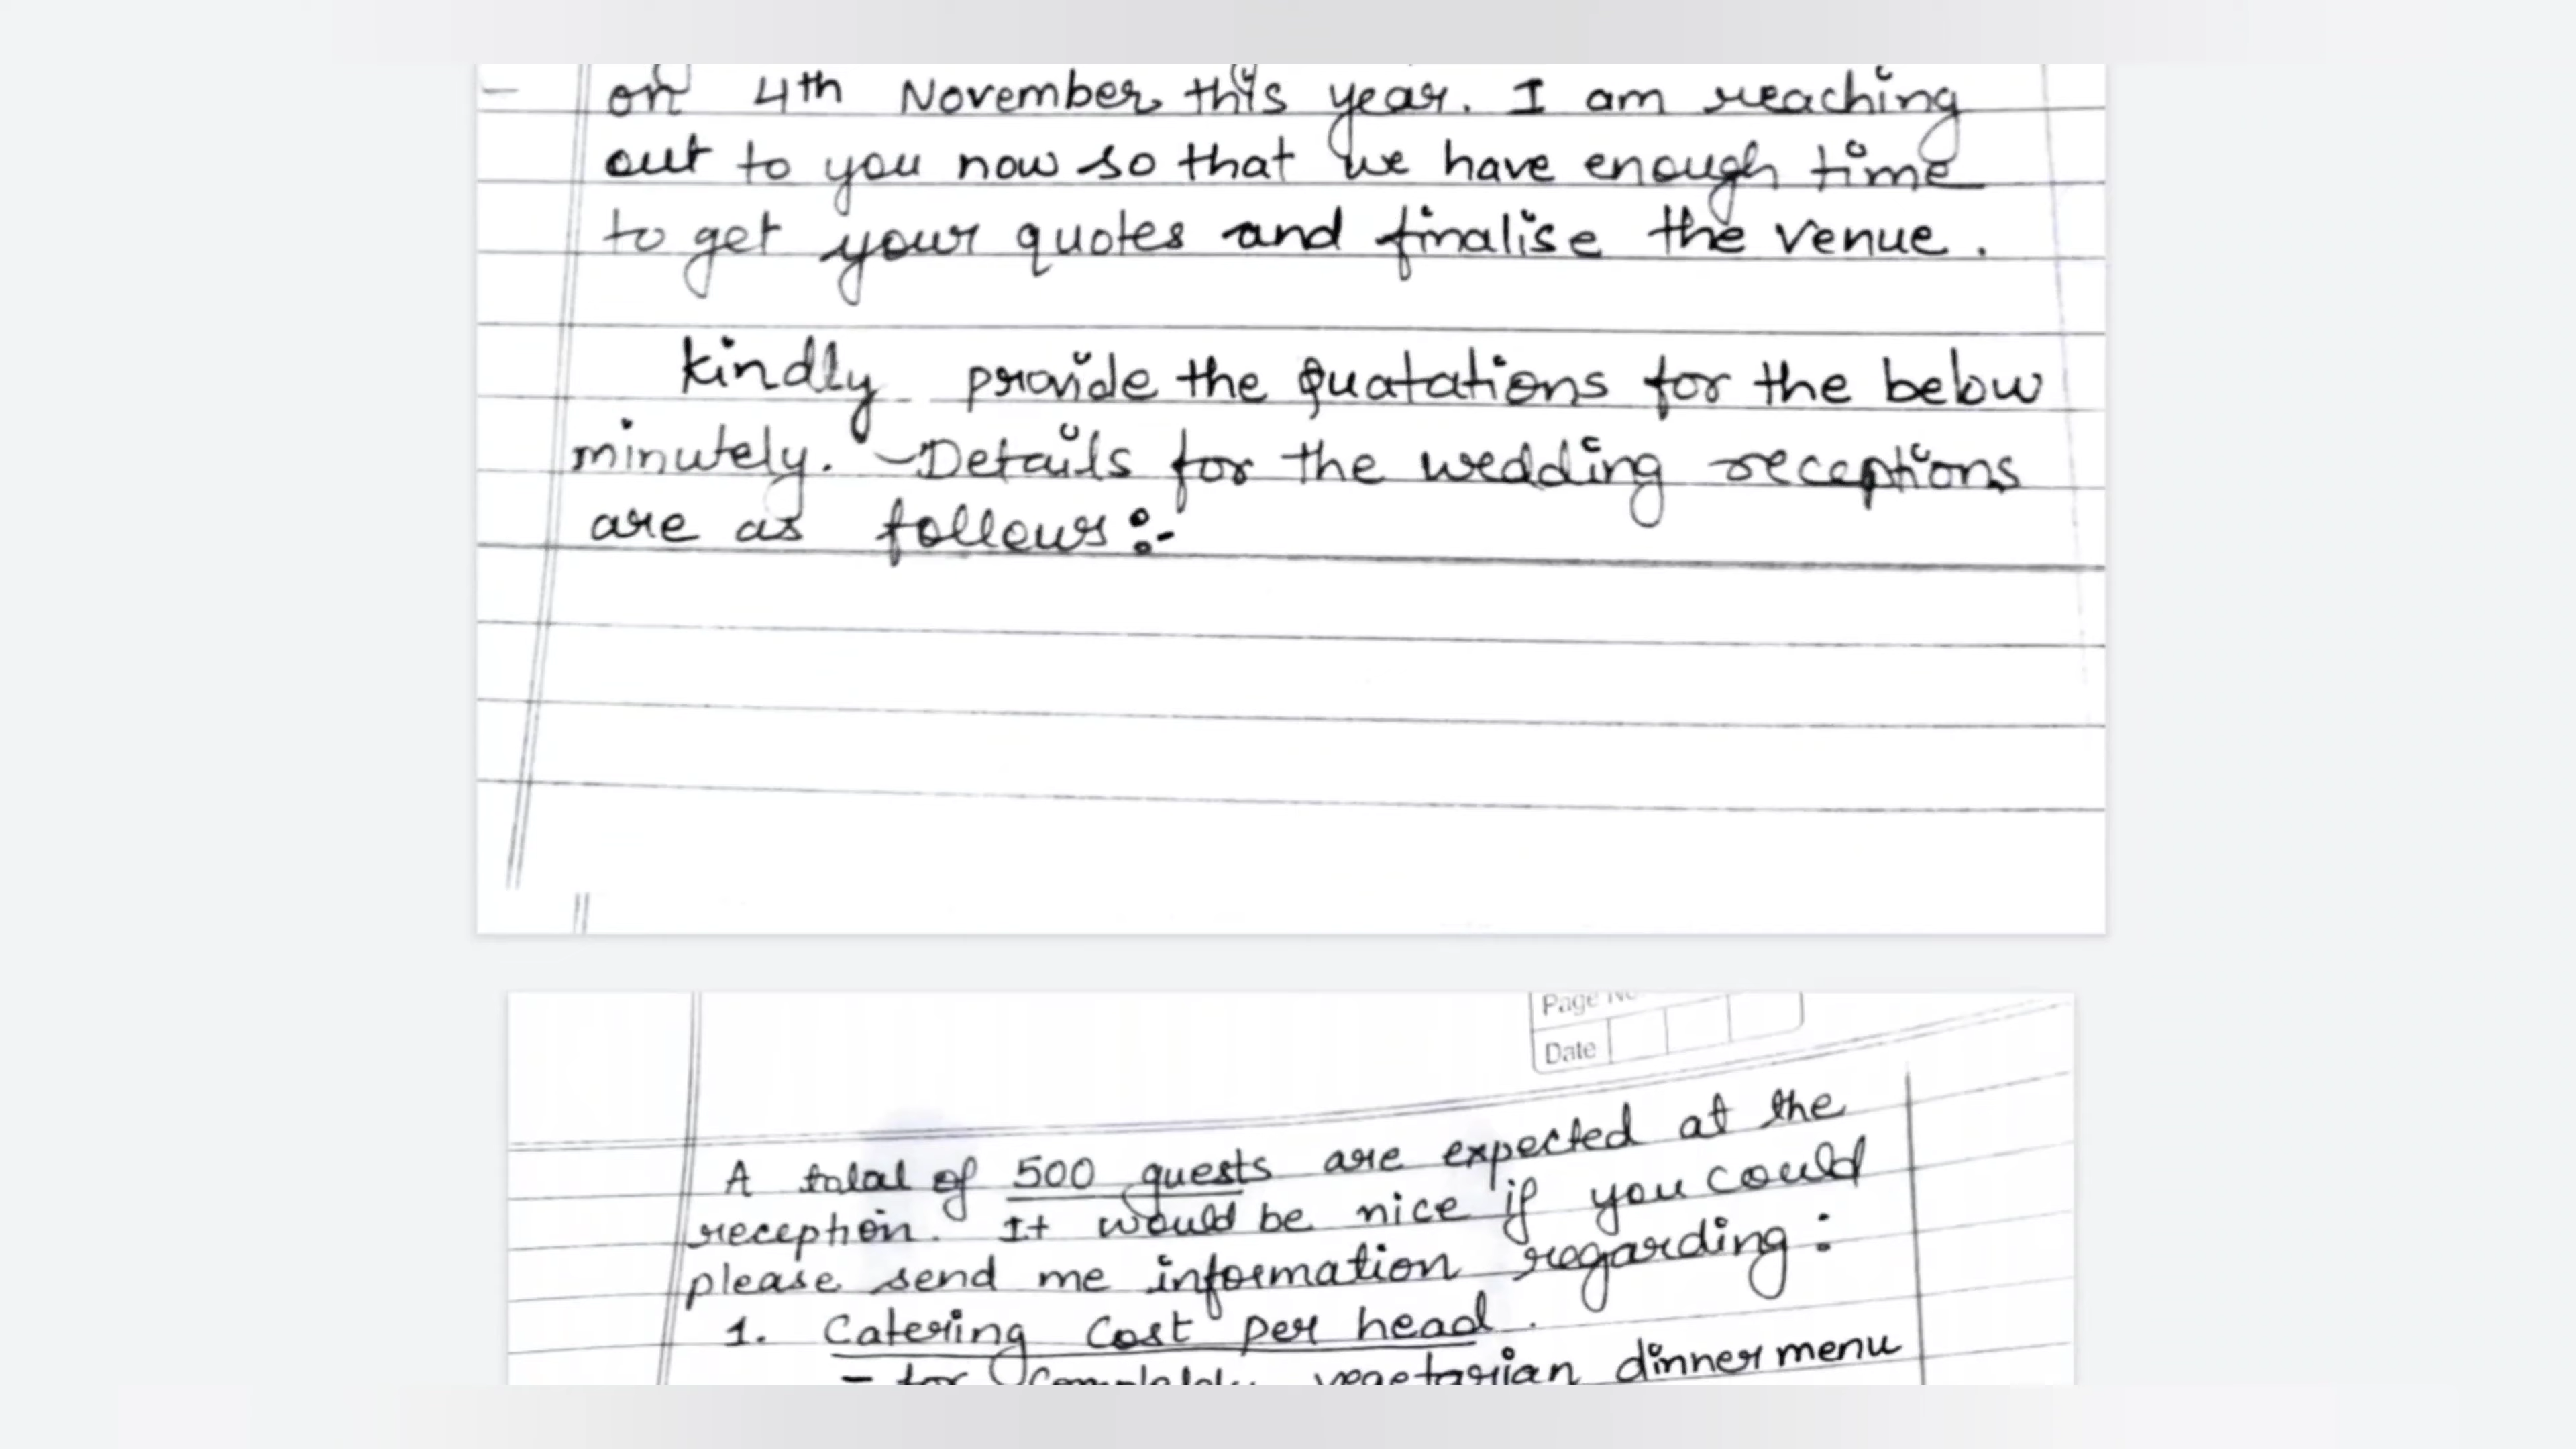 on 4th November this year. I am reaching
out to you now so that we have enough time
to get your quotes and finalise the venue.
kindly provide the quatations for the below
minutely. Details for the wedding receptions
are as follows :-
Page No
Date
A total of 500 guests are expected at the
reception. It would be nice if you could
please send me information regarding :
1. Catering Cost per head.
- for Completely vegetarian dinner menu